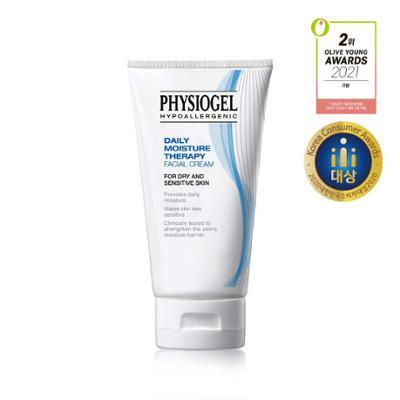 PHYSIOGEL
HYPOALLERGENIC
DAILY
MOISTURE
THERAPY
FACIAL CREAM
FOR DRY AND
SENSITIVE SKIN
Provides daily
moisture
Makes skin less
sensitive
Clinically tested to
strengthen the skin's
moisture barrier
2위
OLIVE YOUNG
AWARDS
2021
크림
Korea Consumer Awards
대상